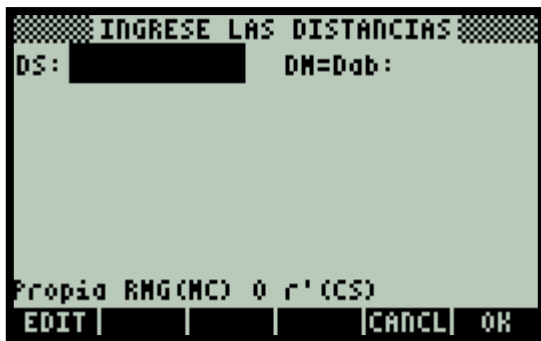 INGRESE LAS DISTANCIAS
DS: DM=Dab:
Propia RMG(MC) O r'(CS)
EDIT CANCL OK